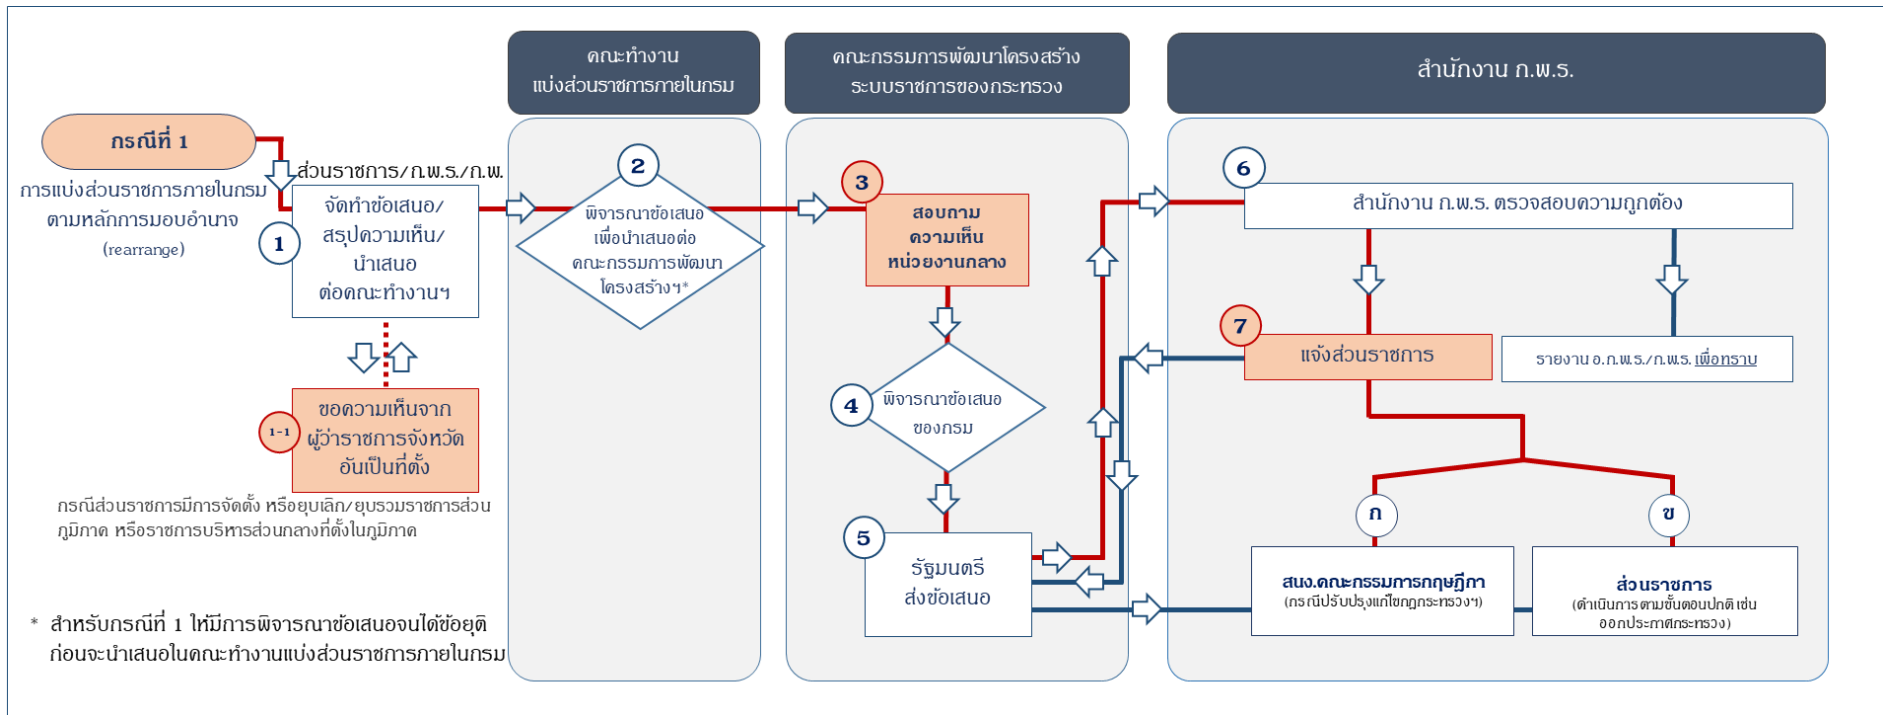 คณะทำงาน
แบ่งส่วนราชการภายในกรม
คณะกรรมการพัฒนาโครงสร้าง
ระบบราชการของกระทรวง
สำนักงาน ก.พ.ร.
กรณีที่ 1
การแบ่งส่วนราชการภายในกรม
ตามหลักการมอบอำนาจ
(rearrange)
ส่วนราชการ/ก.พ.ร./ก.พ.
1
จัดทำข้อเสนอ/
สรุปความเห็น/
นำเสนอ
ต่อคณะทำงานฯ
1-1
ขอความเห็นจาก
ผู้ว่าราชการจังหวัด
อันเป็นที่ตั้ง
กรณีส่วนราชการมีการจัดตั้ง หรือยุบเลิก/ยุบรวมราชการส่วน
ภูมิภาค หรือราชการบริหารส่วนกลางที่ตั้งในภูมิภาค
* สำหรับกรณีที่ 1 ให้มีการพิจารณาข้อเสนอจนได้ข้อยุติ
ก่อนจะนำเสนอในคณะทำงานแบ่งส่วนราชการภายในกรม
2
พิจารณาข้อเสนอ
เพื่อนำเสนอต่อ
คณะกรรมการพัฒนา
โครงสร้างฯ*
3
สอบถาม
ความเห็น
หน่วยงานกลาง
4
พิจารณาข้อเสนอ
ของกรม
5
รัฐมนตรี
ส่งข้อเสนอ
6
สำนักงาน ก.พ.ร. ตรวจสอบความถูกต้อง
7
แจ้งส่วนราชการ
รายงาน อ.ก.พ.ร./ก.พ.ร. เพื่อทราบ
ก
ข
สนง.คณะกรรมการกฤษฎีกา
(กรณีปรับปรุงแก้ไขกฎกระทรวงฯ)
ส่วนราชการ
(ดำเนินการตามขั้นตอนปกติ เช่น
ออกประกาศกระทรวง)